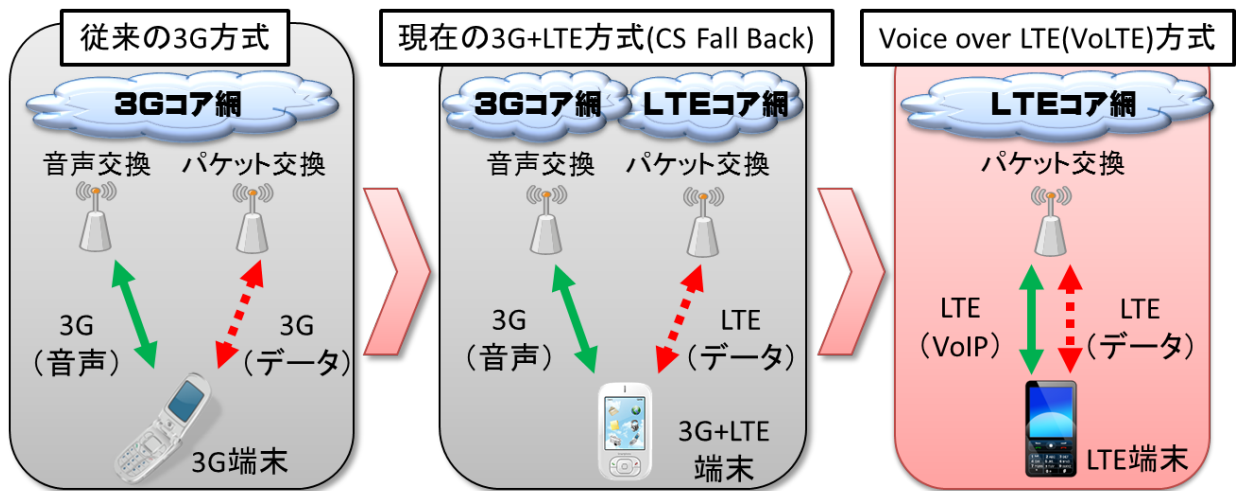 従来の3G方式
3Gコア網
音声交換 パケット交換
3G
(音声)
3G
(データ)
3G端末
現在の3G+LTE方式(CS Fall Back)
3Gコア網 LTEコア網
音声交換 パケット交換
3G
(音声)
LTE
(データ)
3G+LTE
端末
Voice over LTE(VoLTE)方式
LTEコア網
パケット交換
LTE
(VoIP)
LTE
(データ)
LTE端末